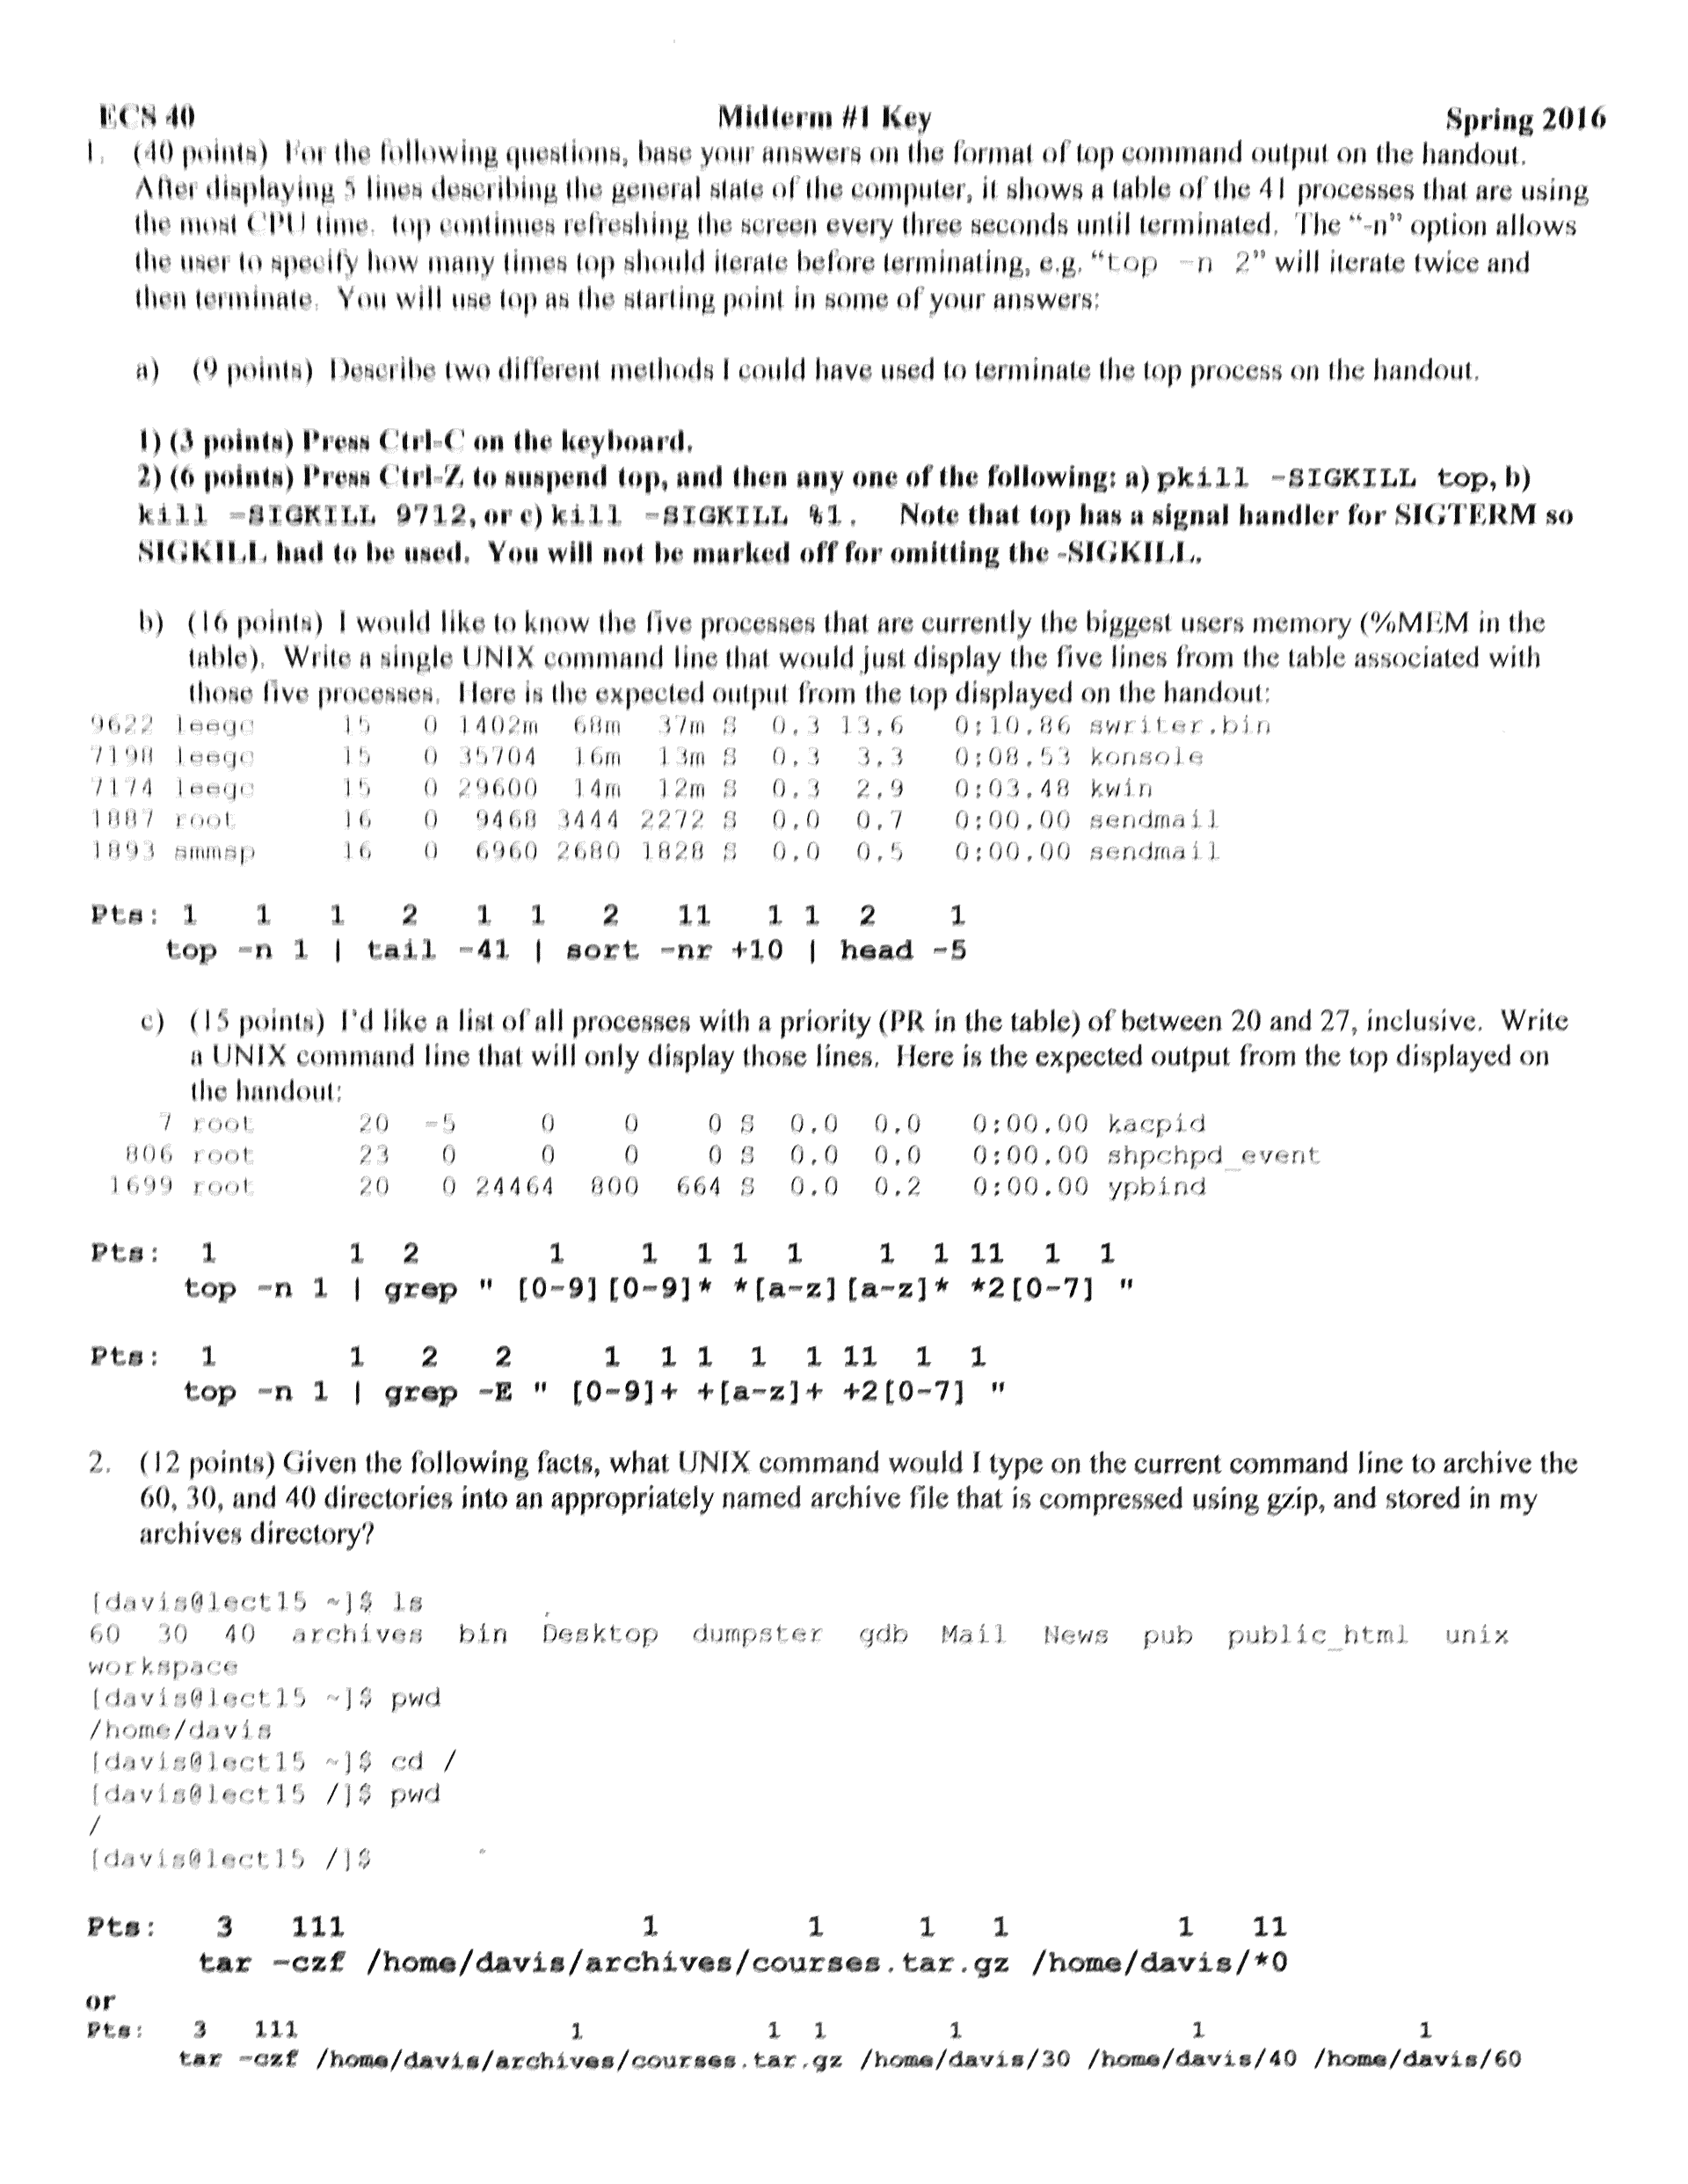 ECS 40 Midterm #1 Key Spring 2016
1. (40 points) For the following questions, base your answers on the format of top command output on the handout.
After displaying 5 lines describing the general state of the computer, it shows a table of the 41 processes that are using
the most CPU time. top continues refreshing the screen every three seconds until terminated. The “-n” option allows
the user to specify how many times top should iterate before terminating, e.g. “top -n 2” will iterate twice and
then terminate. You will use top as the starting point in some of your answers:
a) (9 points) Describe two different methods I could have used to terminate the top process on the handout.
1) (3 points) Press Ctrl-C on the keyboard.
2) (6 points) Press Ctrl-Z to suspend top, and then any one of the following: a) pkill -SIGKILL top, b)
kill -SIGKILL 9712, or c) kill -SIGKILL %1. Note that top has a signal handler for SIGTERM so
SIGKILL had to be used. You will not be marked off for omitting the -SIGKILL.
b) (16 points) I would like to know the five processes that are currently the biggest users memory (%MEM in the
table). Write a single UNIX command line that would just display the five lines from the table associated with
those five processes. Here is the expected output from the top displayed on the handout:
9622 leegc 15 0 1402m 68m 37m S 0.3 13.6 0:10.86 swriter.bin
7198 leegc 15 0 35704 16m 13m S 0.3 3.3 0:08.53 konsole
7174 leegc 15 0 29600 14m 12m S 0.3 2.9 0:03.48 kwin
1887 root 16 0 9468 3444 2272 S 0.0 0.7 0:00.00 sendmail
1893 smmsp 16 0 6960 2680 1828 S 0.0 0.5 0:00.00 sendmail
Pts: 1 1 1 2 1 1 2 11 1 1 2 1
top -n 1 | tail -41 | sort -nr +10 | head -5
c) (15 points) I'd like a list of all processes with a priority (PR in the table) of between 20 and 27, inclusive. Write
a UNIX command line that will only display those lines. Here is the expected output from the top displayed on
the handout:
7 root 20 -5 0 0 0 S 0.0 0.0 0:00.00 kacpid
806 root 23 0 0 0 0 S 0.0 0.0 0:00.00 shpchpd_event
1699 root 20 0 24464 800 664 S 0.0 0.2 0:00.00 ypbind
Pts: 1 1 2 1 1 1 1 1 1 1 11 1 1
top -n 1 | grep " [0-9][0-9]* *[a-z][a-z]* *2[0-7] "
Pts: 1 1 2 2 1 1 1 1 1 11 1 1
top -n 1 | grep -E " [0-9]+ +[a-z]+ +2[0-7] "
2. (12 points) Given the following facts, what UNIX command would I type on the current command line to archive the
60, 30, and 40 directories into an appropriately named archive file that is compressed using gzip, and stored in my
archives directory?
[davis@lect15 ~]$ ls
60 30 40 archives bin Desktop dumpster gdb Mail News pub public_html unix
workspace
[davis@lect15 ~]$ pwd
/home/davis
[davis@lect15 ~]$ cd /
[davis@lect15 /]$ pwd
/
[davis@lect15 /]$
Pts: 3 111 1 1 1 1 1 11
tar -czf /home/davis/archives/courses.tar.gz /home/davis/*0
or
Pts: 3 111 1 1 1 1 1 1
tar -czf /home/davis/archives/courses.tar.gz /home/davis/30 /home/davis/40 /home/davis/60